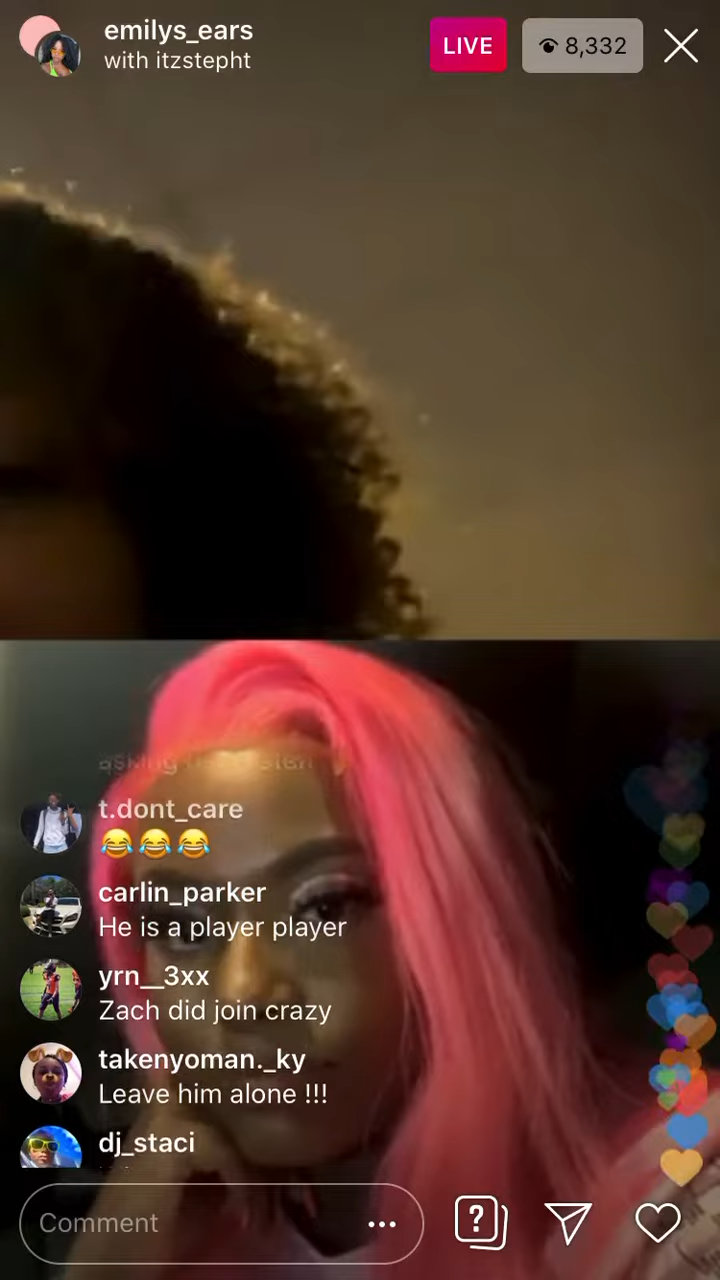 emilys_ears
with itzstepht
LIVE
8,332
t.dont_care
😂😂😂
carlin_parker
He is a player player
yrn__3xx
Zach did join crazy
takenyoman._ky
Leave him alone !!!
dj_staci
Comment